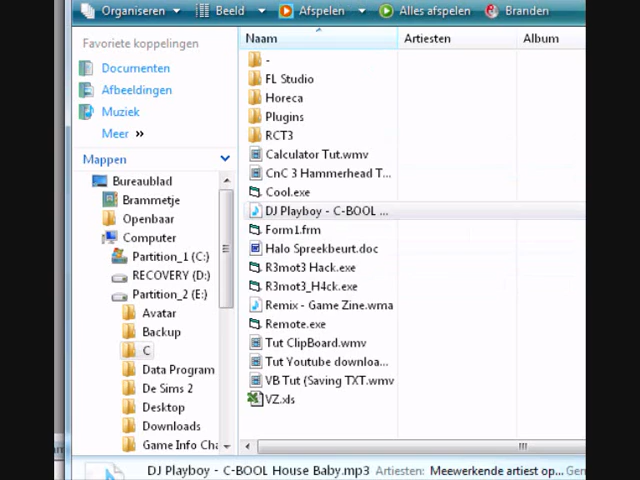 Organiseren Beeld Afspelen Alles afspelen Branden
Favoriete koppelingen
Documenten
Afbeeldingen
Muziek
Meer »
Mappen
Bureaublad
Brammetje
Openbaar
Computer
Partition_1 (C:)
RECOVERY (D:)
Partition_2 (E:)
Avatar
Backup
C
Data Program
De Sims 2
Desktop
Downloads
Game Info Cha
Naam Artiesten Album
-
FL Studio
Horeca
Plugins
RCT3
Calculator Tut.wmv
CnC 3 Hammerhead T...
Cool.exe
DJ Playboy - C-BOOL ...
Form1.frm
Halo Spreekbeurt.doc
R3mot3 Hack.exe
R3mot3_H4ck.exe
Remix - Game Zine.wma
Remote.exe
Tut ClipBoard.wmv
Tut Youtube downloa...
VB Tut (Saving TXT.wmv
VZ.xls
DJ Playboy - C-BOOL House Baby.mp3 Artiesten: Meewerkende artiest op... Gen